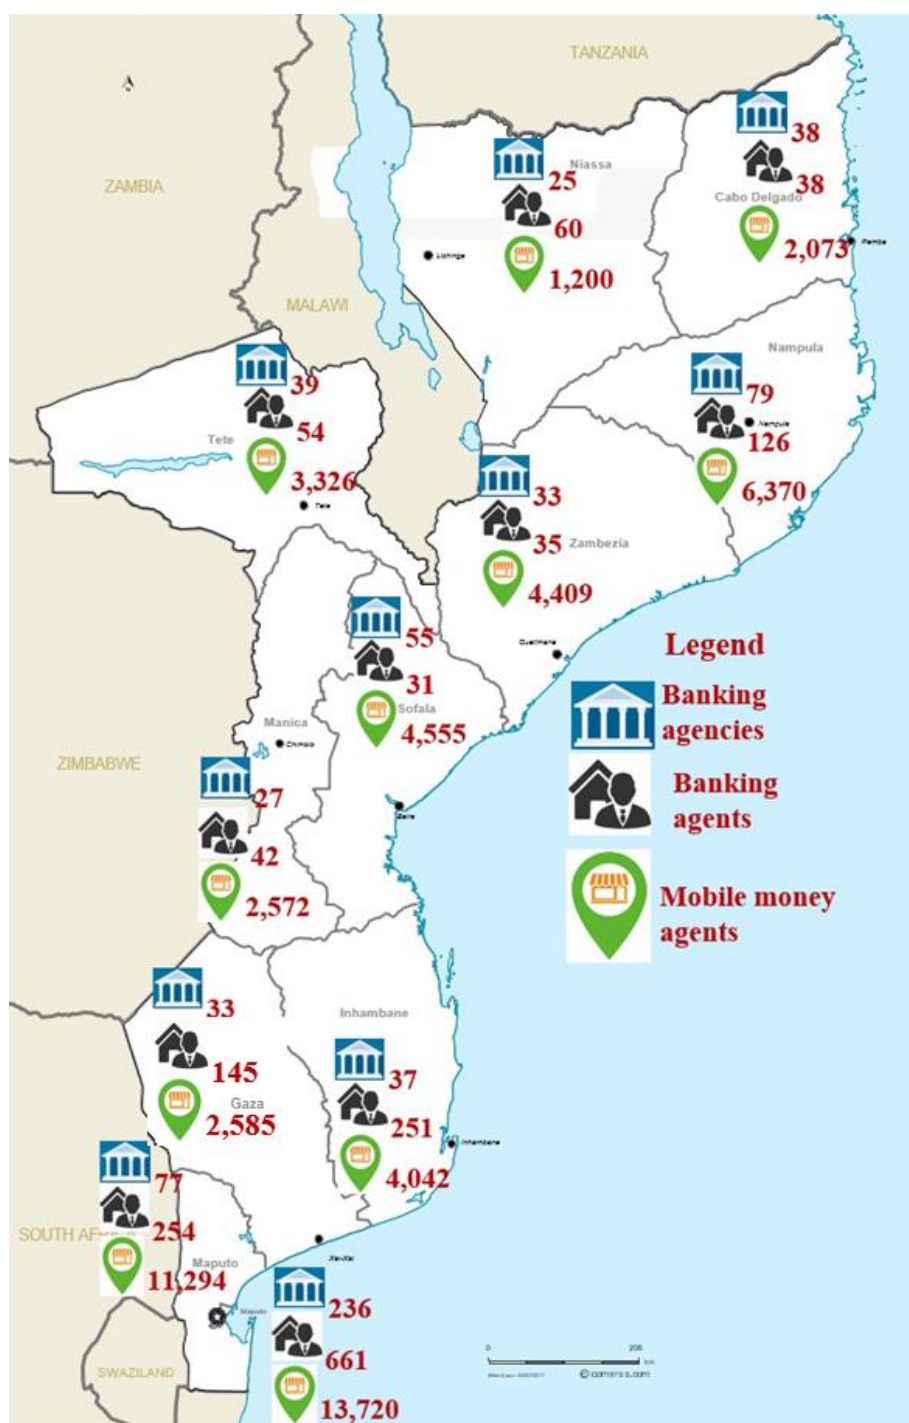 TANZANIA
ZAMBIA
38
Niassa
25
38
Cabo Delgado
60
Pemba
2,073
Lichinga
1,200
MALAWI
Nampula
39
79
54
Nampula
126
Tete
3,326
6,370
Tete
33
35
Zambezia
4,409
55
Quelimane
Legend
31
Sofala
Banking
agencies
Manica
4,555
Chimoio
ZIMBABWE
27
Banking
agents
Beira
42
2,572
Mobile money
agents
33
Inhambane
145
37
Gaza
2,585
251
Inhambane
4,042
77
254
SOUTH AFRICA
Xai-Xai
Maputo
11,294
236
Maputo
661
0
200
km
SWAZILAND
13,720